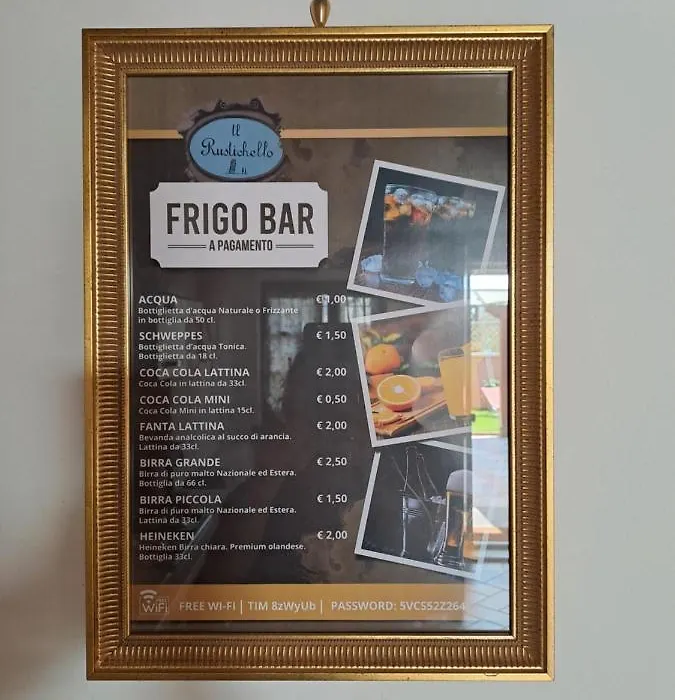 Il
Rustichello
FRIGO BAR
A PAGAMENTO
ACQUA € 1,00
Bottiglietta d'acqua Naturale o Frizzante
in bottiglia da 50 cl.
SCHWEPPES € 1,50
Bottiglietta d'acqua Tonica.
Bottiglietta da 18 cl.
COCA COLA LATTINA € 2,00
Coca Cola in lattina da 33cl.
COCA COLA MINI € 0,50
Coca Cola Mini in lattina 15cl.
FANTA LATTINA € 2,00
Bevanda analcolica al succo di arancia.
Lattina da 33cl.
BIRRA GRANDE € 2,50
Birra di puro malto Nazionale ed Estera.
Bottiglia da 66 cl.
BIRRA PICCOLA € 1,50
Birra di puro malto Nazionale ed Estera.
Lattina da 33cl.
HEINEKEN € 2,00
Heineken Birra chiara. Premium olandese.
Bottiglia 33cl.
FREE WiFi FREE WI-FI | TIM 8zWyUb | PASSWORD: 5VCS52Z264